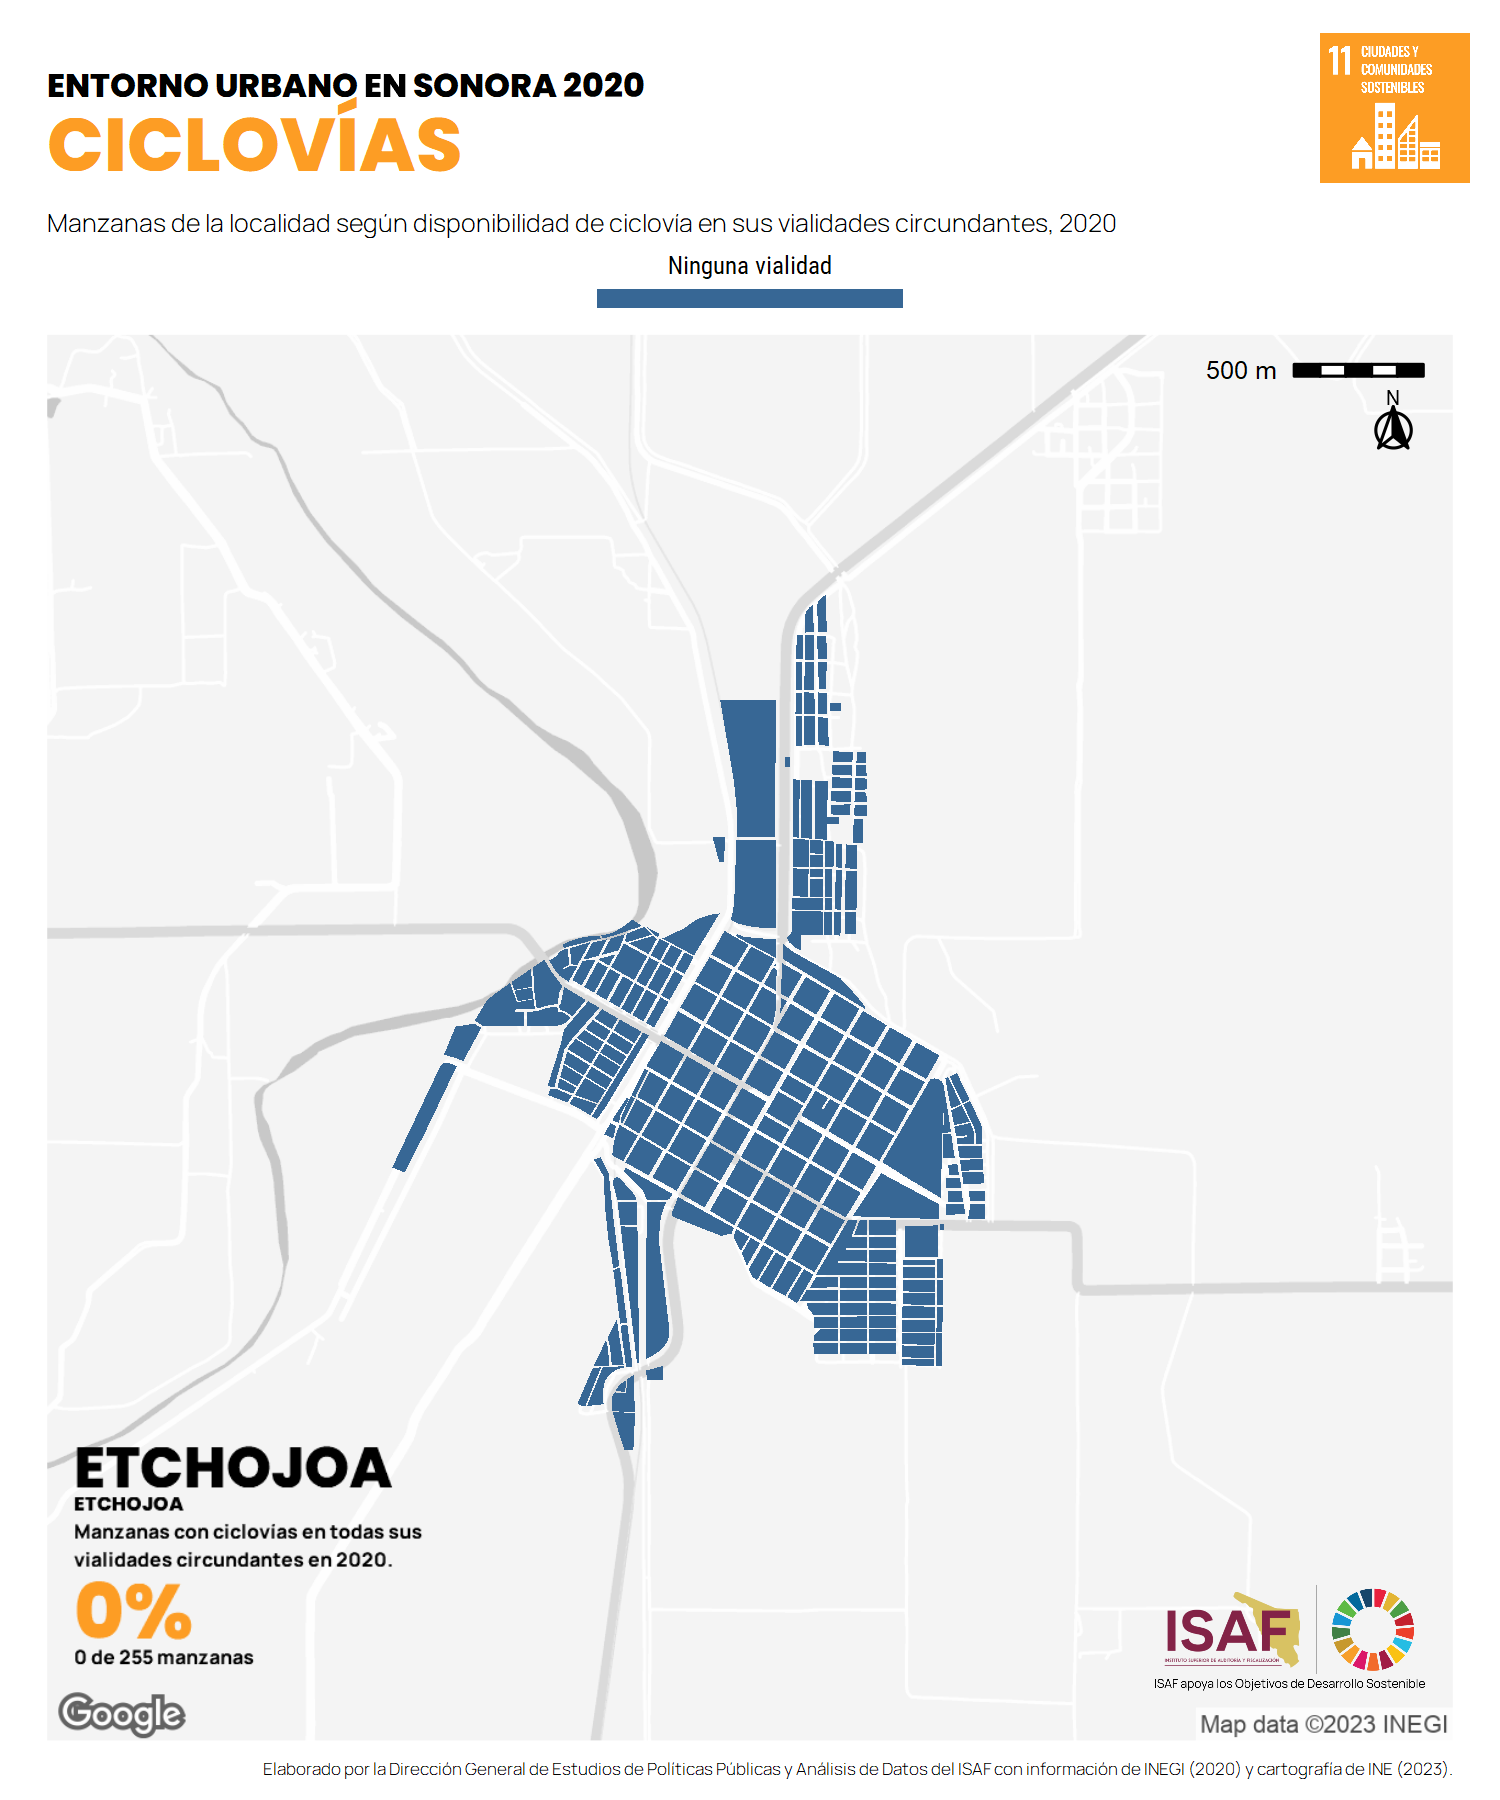 ENTORNO URBANO EN SONORA 2020
CICLOVÍAS
11 CIUDADES Y
COMUNIDADES
SOSTENIBLES
Manzanas de la localidad según disponibilidad de ciclovía en sus vialidades circundantes, 2020
Ninguna vialidad
500 m
N
ETCHOJOA
ETCHOJOA
Manzanas con ciclovias en todas sus
vialidades circundantes en 2020.
0%
0 de 255 manzanas
Google
ISAF
INSTITUTO SUPERIOR DE AUDITORÍA Y FISCALIZACIÓN
ISAF apoya los Objetivos de Desarrollo Sostenible
Map data ©2023 INEGI
Elaborado por la Dirección General de Estudios de Políticas Públicas y Análisis de Datos del ISAF con información de INEGI (2020) y cartografía de INE (2023).